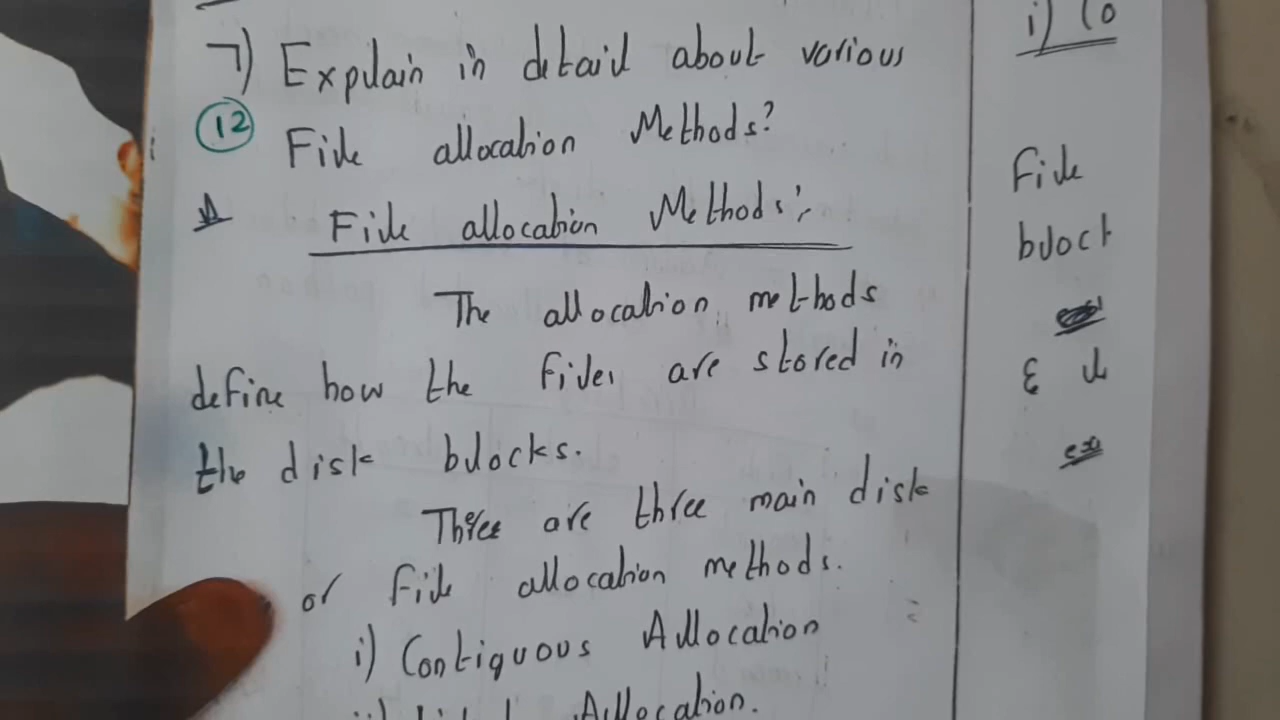 7) Explain in detail about various
12
File allocation Methods?
File allocation Methods:
The allocation methods
define how the files are stored in
the disk blocks.
There are three main disk
or file allocation methods.
i) Contiquous Allocation
Allocation.
i) Co
File
block